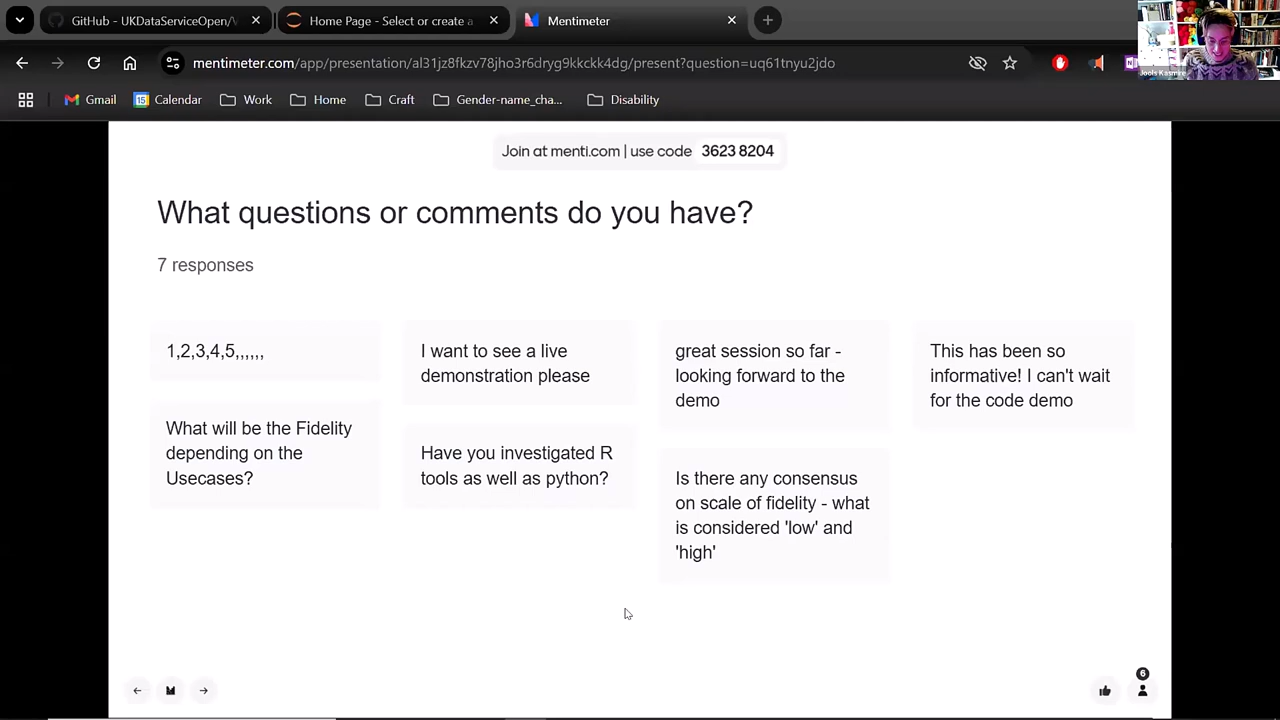 GitHub - UKDataServiceOpen/
Home Page - Select or create a
Mentimeter
mentimeter.com/app/presentation/al31jz8fkzv78jho3r6dryg9kkckk4dg/present?question=uq61tnyu2jdo
Gmail
Calendar
Work
Home
Craft
Gender-name_cha...
Disability
Jools Kasmire
Join at menti.com | use code 3623 8204
What questions or comments do you have?
7 responses
1,2,3,4,5,,,,,,
What will be the Fidelity
depending on the
Usecases?
I want to see a live
demonstration please
Have you investigated R
tools as well as python?
great session so far -
looking forward to the
demo
Is there any consensus
on scale of fidelity - what
is considered 'low' and
'high'
This has been so
informative! I can't wait
for the code demo
6